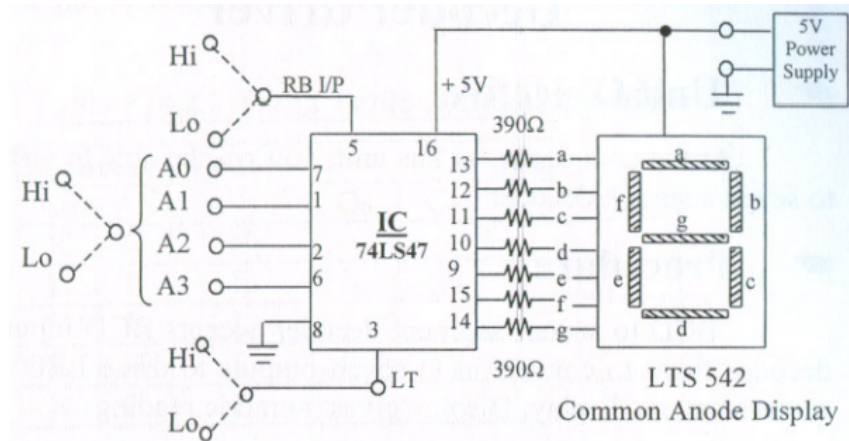 5V
Power
Supply
Hi
RB I/P
+ 5V
Lo
390Ω
5
16
A0
7
13
a
a
Hi
A1
1
12
b
f
b
IC
11
c
g
74LS47
A2
2
10
d
Lo
6
9
e
e
c
A3
15
f
8
3
14
g
d
Hi
LT
390Ω
LTS 542
Lo
Common Anode Display